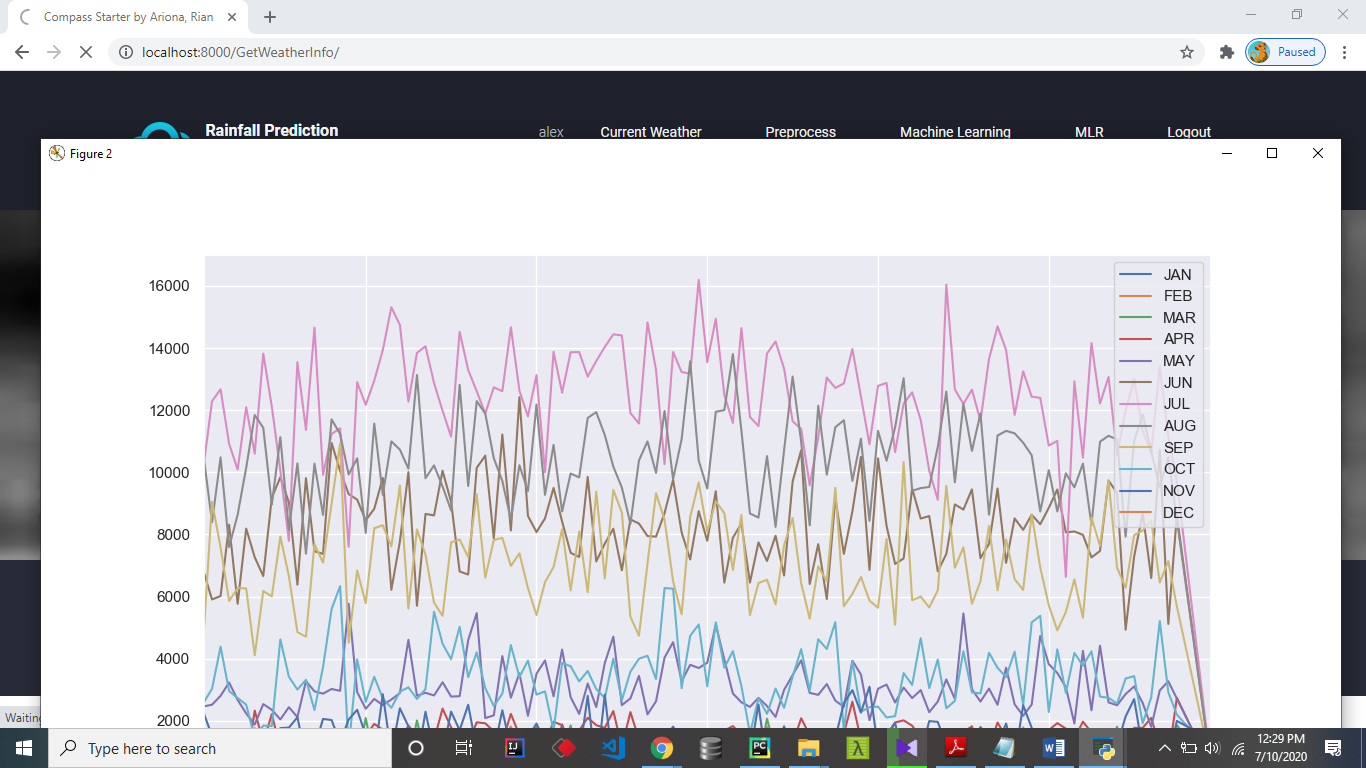 Compass Starter by Ariona, Rian
localhost:8000/GetWeatherInfo/
Paused
Rainfall Prediction
alex Current Weather Preprocess Machine Learning MLR Logout
Figure 2
16000
14000
12000
10000
8000
6000
4000
2000
JAN
FEB
MAR
APR
MAY
JUN
JUL
AUG
SEP
OCT
NOV
DEC
Waiting
Type here to search
IJ
PC
λ
W
12:29 PM
7/10/2020